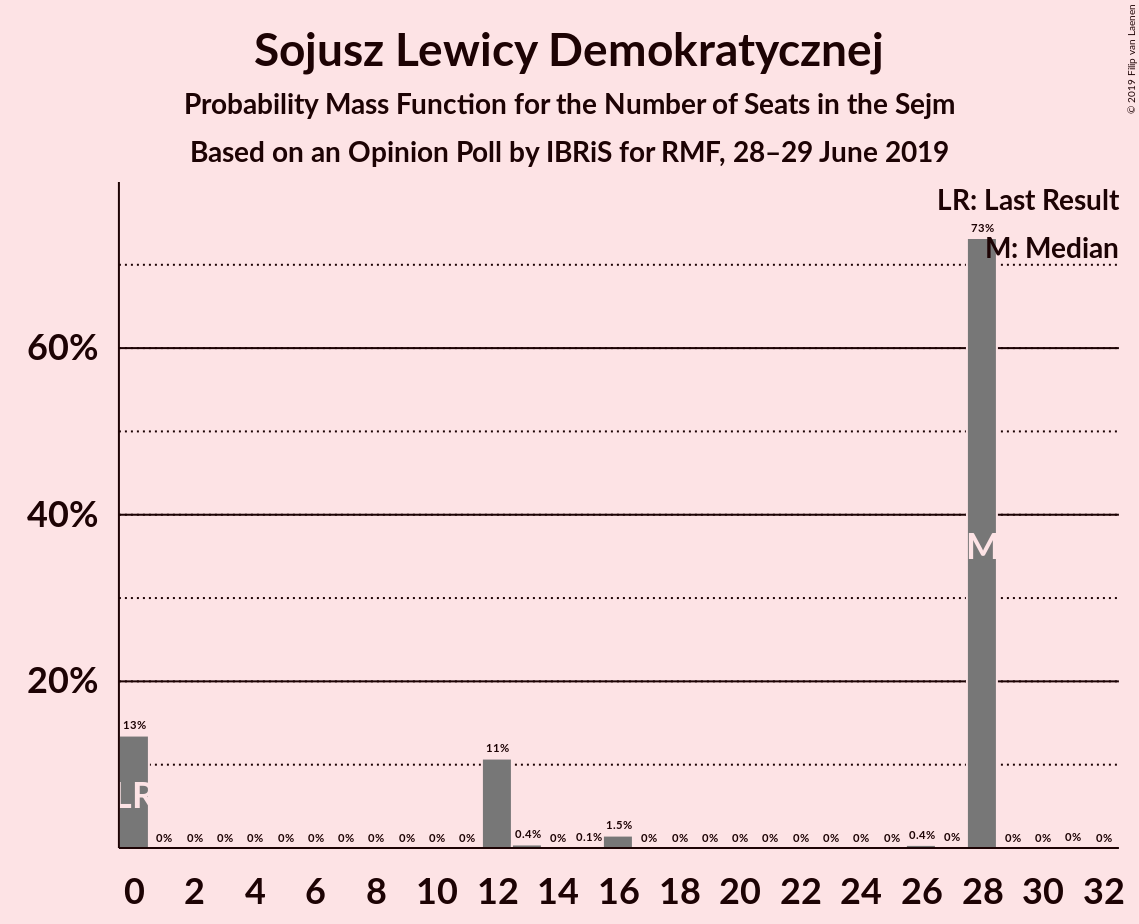 Sojusz Lewicy Demokratycznej
Probability Mass Function for the Number of Seats in the Sejm
Based on an Opinion Poll by IBRiS for RMF, 28–29 June 2019
© 2019 Filip van Laenen
LR: Last Result
M: Median
60%
40%
20%
13% 0% 0% 0% 0% 0% 0% 0% 0% 0% 0% 0% 11% 0.4% 0% 0.1% 1.5% 0% 0% 0% 0% 0% 0% 0% 0% 0% 0.4% 0% 73% 0% 0% 0% 0%
LR
M
0 2 4 6 8 10 12 14 16 18 20 22 24 26 28 30 32